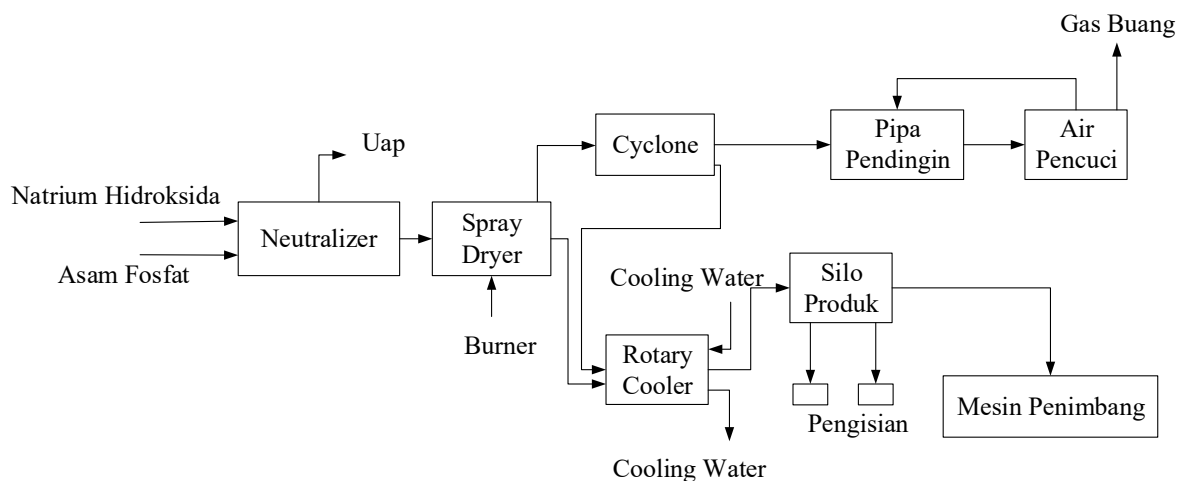 Gas Buang
Uap
Cyclone
Pipa
Pendingin
Air
Pencuci
Natrium Hidroksida
Asam Fosfat
Neutralizer
Spray
Dryer
Burner
Cooling Water
Silo
Produk
Rotary
Cooler
Pengisian
Mesin Penimbang
Cooling Water